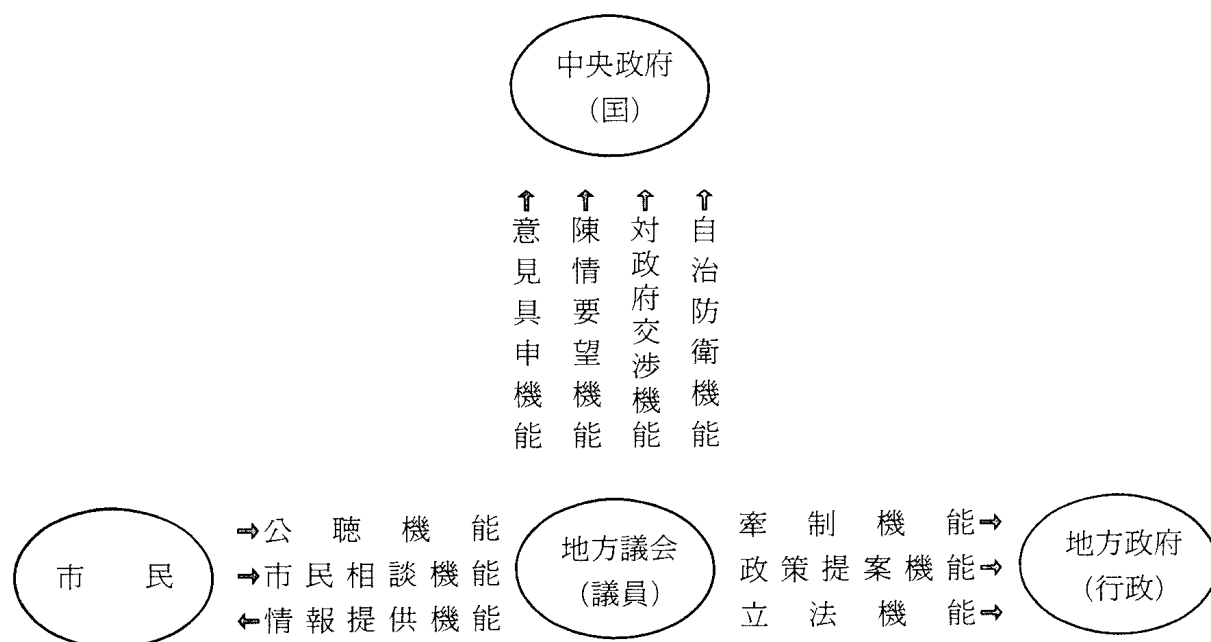 中央政府
(国)
意見具申機能
陳情要望機能
対政府交渉機能
自治防衛機能
市民
公聴機能
市民相談機能
情報提供機能
地方議会
(議員)
牽制機能
政策提案機能
立法機能
地方政府
(行政)